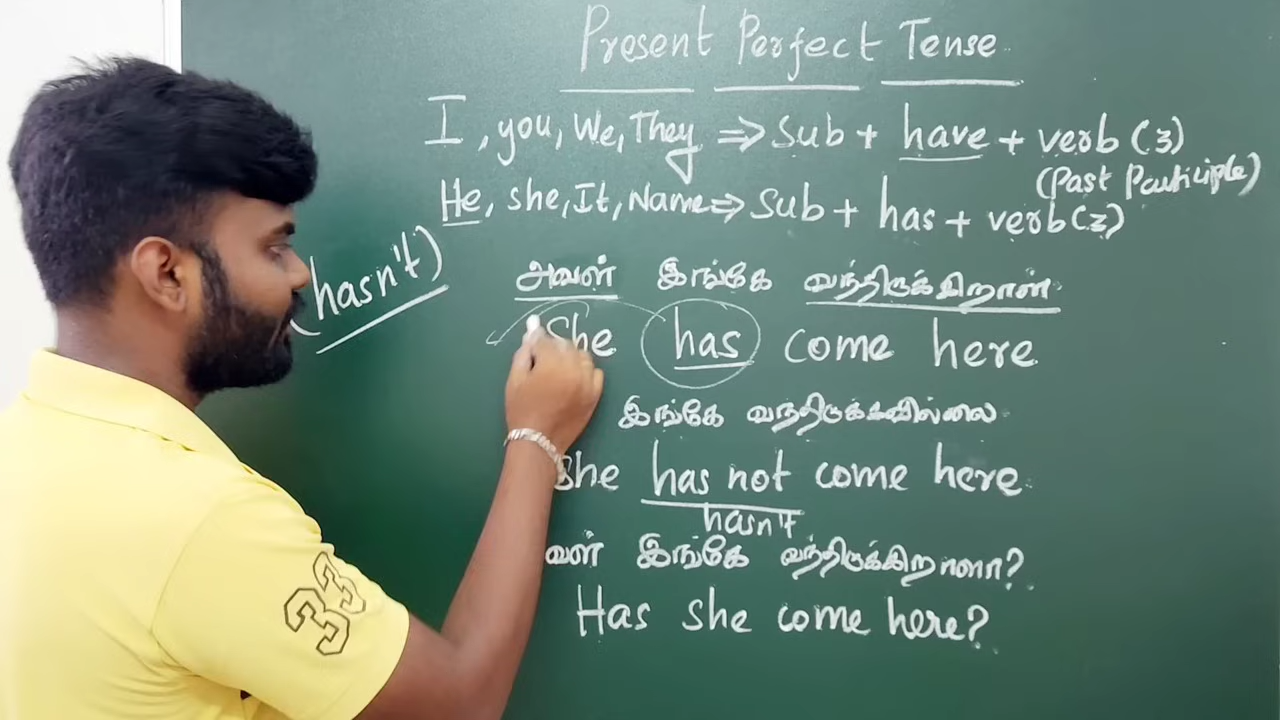 Present Perfect Tense
I, you, We, They ⇒ Sub + have + verb (3)
(Past Participle)
He, she, It, Name ⇒ Sub + has + verb (3)
(hasn't)
அவள் இங்கே வந்திருக்கிறாள்
She has come here
இங்கே வந்திருக்கவில்லை
She has not come here
hasn't
வள் இங்கே வந்திருக்கிறாளா?
Has she come here?
33